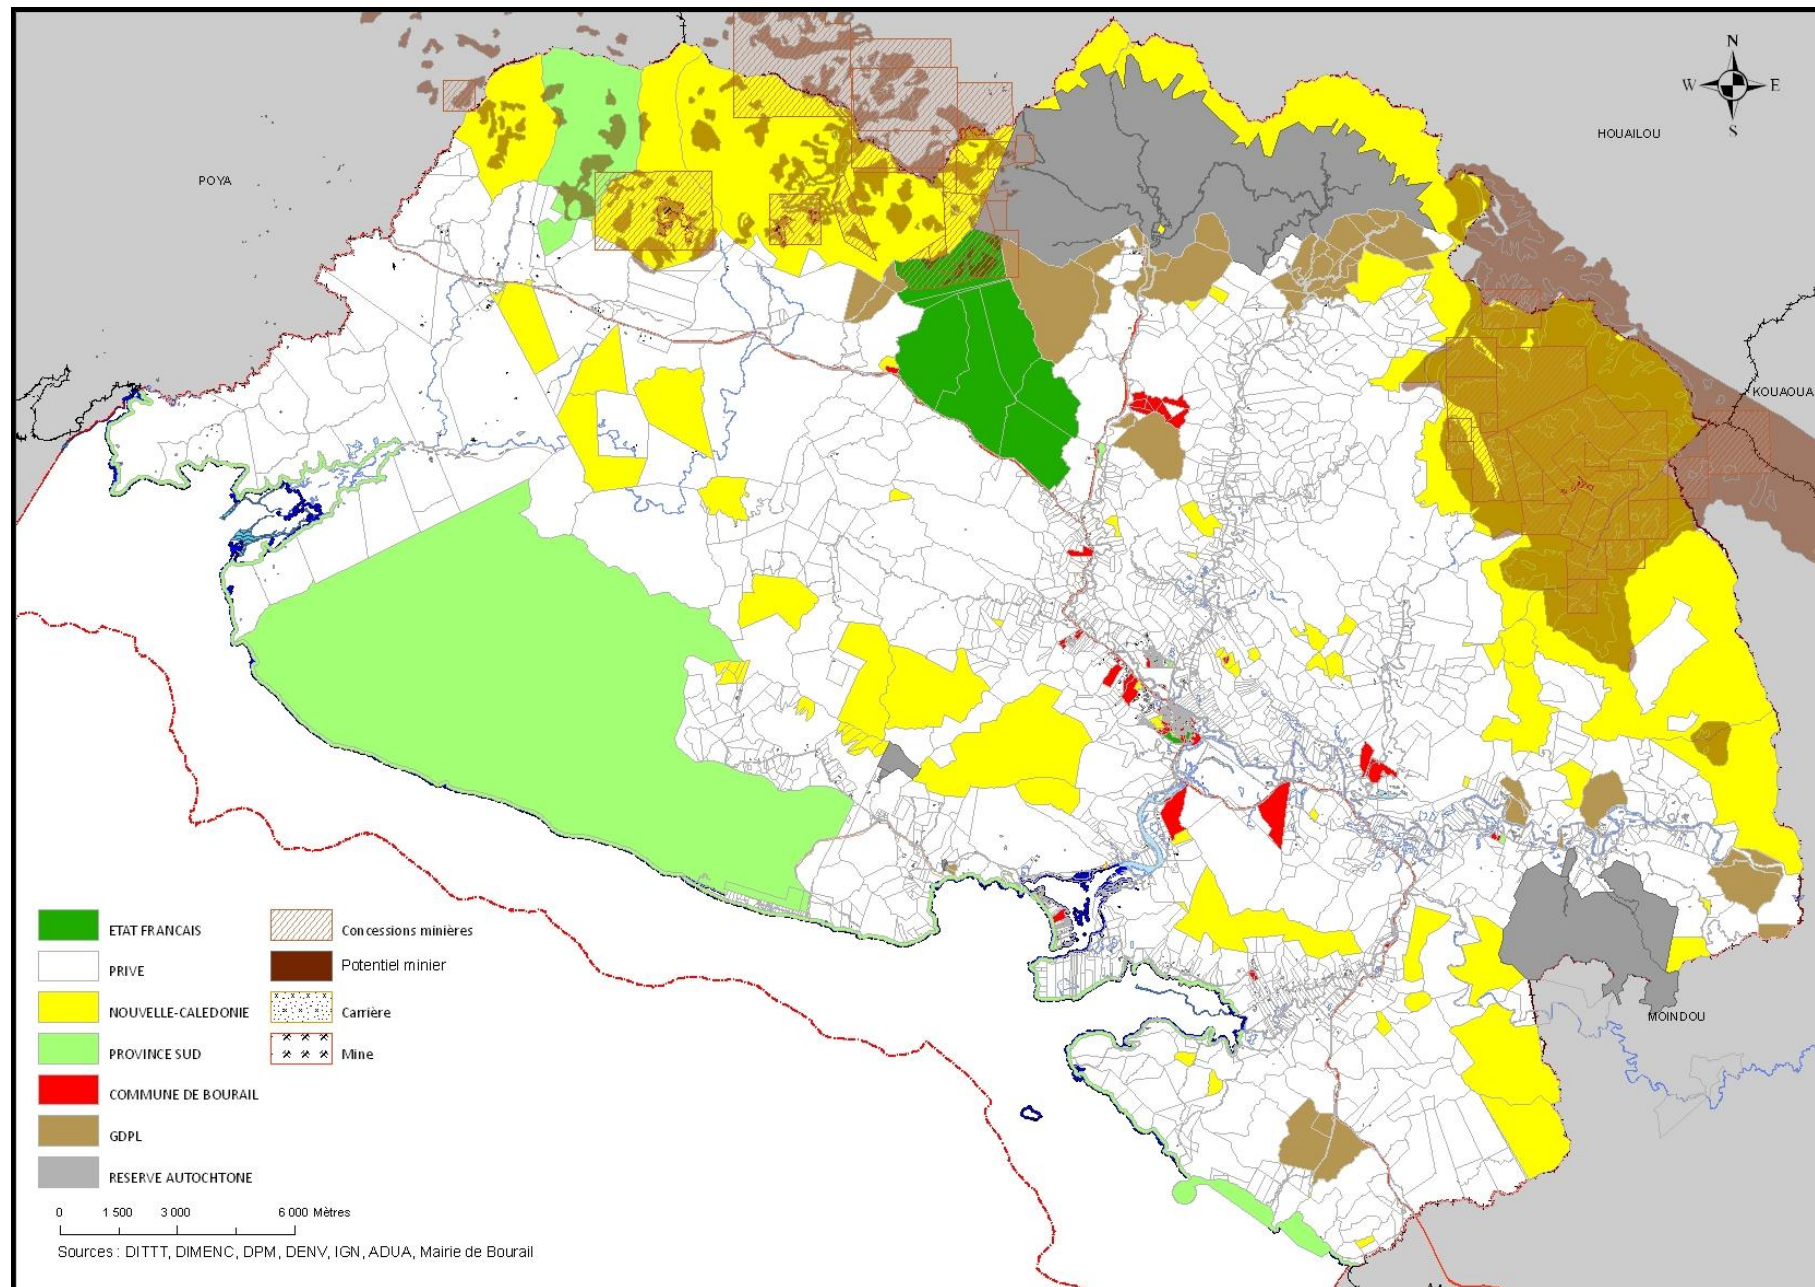 N
W
E
S
HOUAILOU
POYA
KOUAOUA
MOINDOU
ETAT FRANCAIS
PRIVE
NOUVELLE-CALEDONIE
PROVINCE SUD
COMMUNE DE BOURAIL
GDPL
RESERVE AUTOCHTONE
Concessions minières
Potentiel minier
Carrière
Mine
0 1 500 3 000 6 000 Mètres
Sources : DITTT, DIMENC, DPM, DENV, IGN, ADUA, Mairie de Bourail